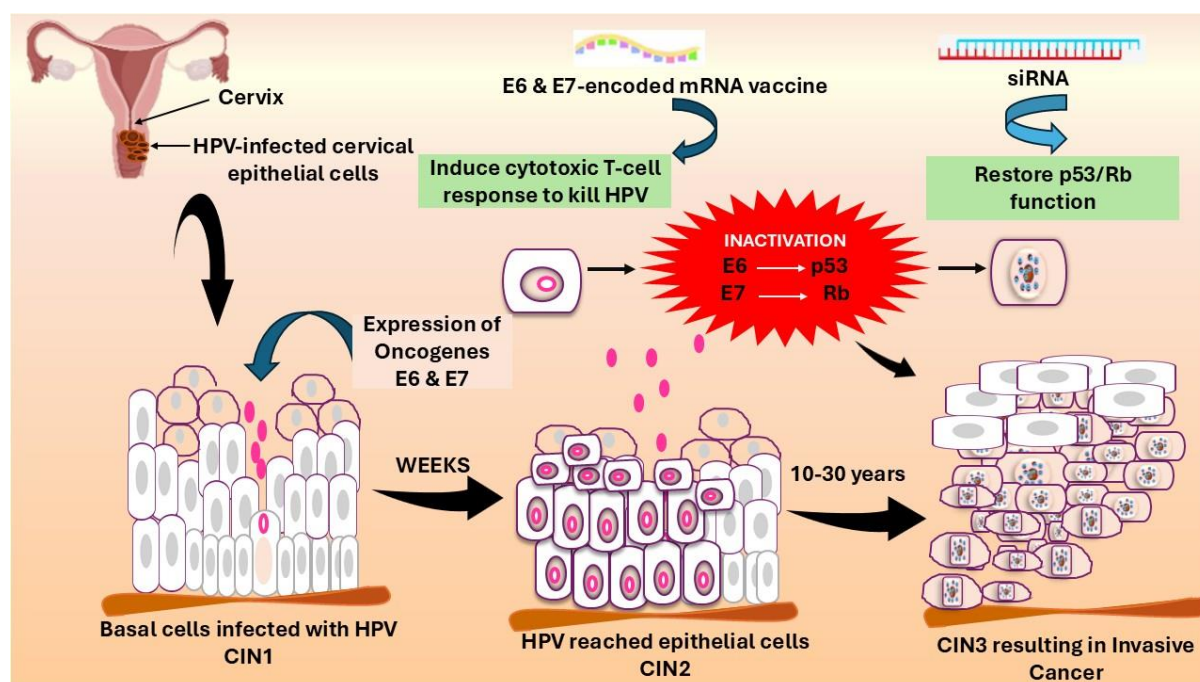 Cervix
HPV-infected cervical
epithelial cells
E6 & E7-encoded mRNA vaccine
Induce cytotoxic T-cell
response to kill HPV
siRNA
Restore p53/Rb
function
INACTIVATION
E6 p53
E7 Rb
Expression of
Oncogenes
E6 & E7
WEEKS
10-30 years
Basal cells infected with HPV
CIN1
HPV reached epithelial cells
CIN2
CIN3 resulting in Invasive
Cancer